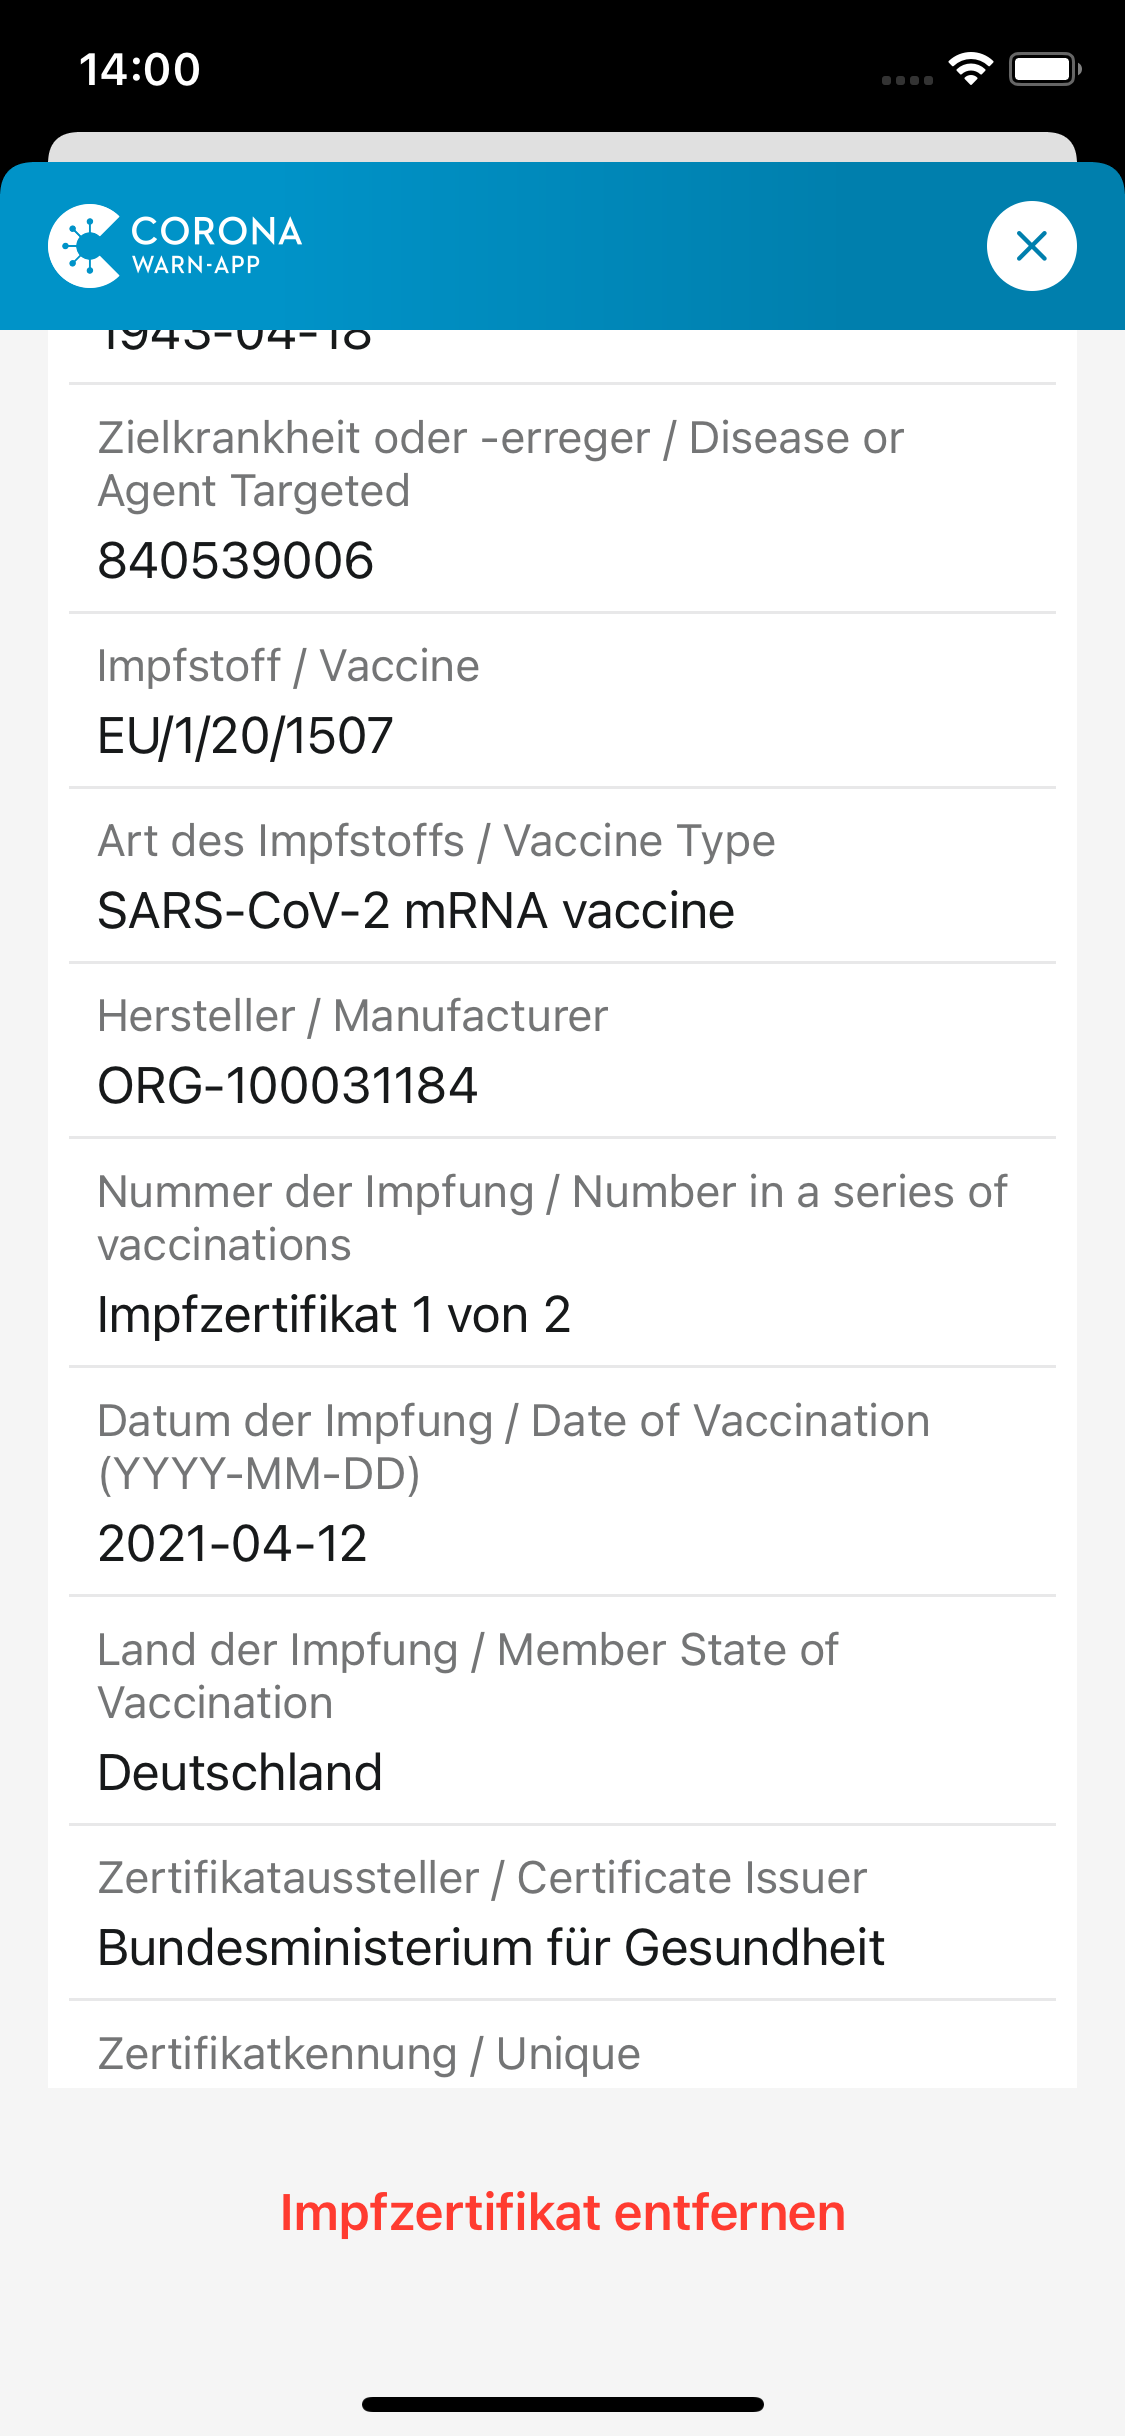 14:00
CORONA
WARN-APP
1943-04-18
Zielkrankheit oder -erreger / Disease or
Agent Targeted
840539006
Impfstoff / Vaccine
EU/1/20/1507
Art des Impfstoffs / Vaccine Type
SARS-CoV-2 mRNA vaccine
Hersteller / Manufacturer
ORG-100031184
Nummer der Impfung / Number in a series of
vaccinations
Impfzertifikat 1 von 2
Datum der Impfung / Date of Vaccination
(YYYY-MM-DD)
2021-04-12
Land der Impfung / Member State of
Vaccination
Deutschland
Zertifikataussteller / Certificate Issuer
Bundesministerium für Gesundheit
Zertifikatkennung / Unique
Impfzertifikat entfernen